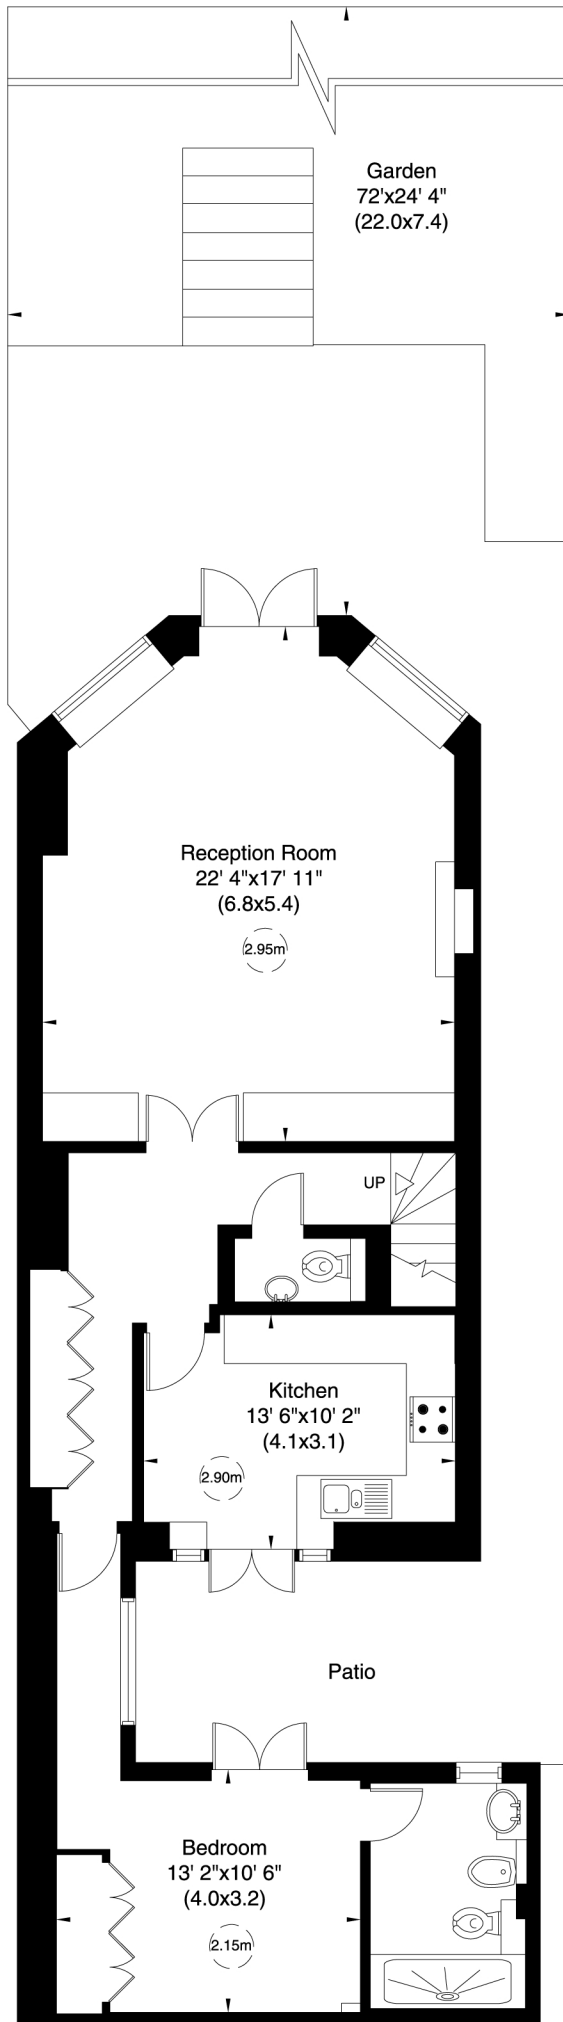 Garden
72'x24' 4"
(22.0x7.4)
Reception Room
22' 4"x17' 11"
(6.8x5.4)
2.95m
UP
Kitchen
13' 6"x10' 2"
(4.1x3.1)
2.90m
Patio
Bedroom
13' 2"x10' 6"
(4.0x3.2)
2.15m